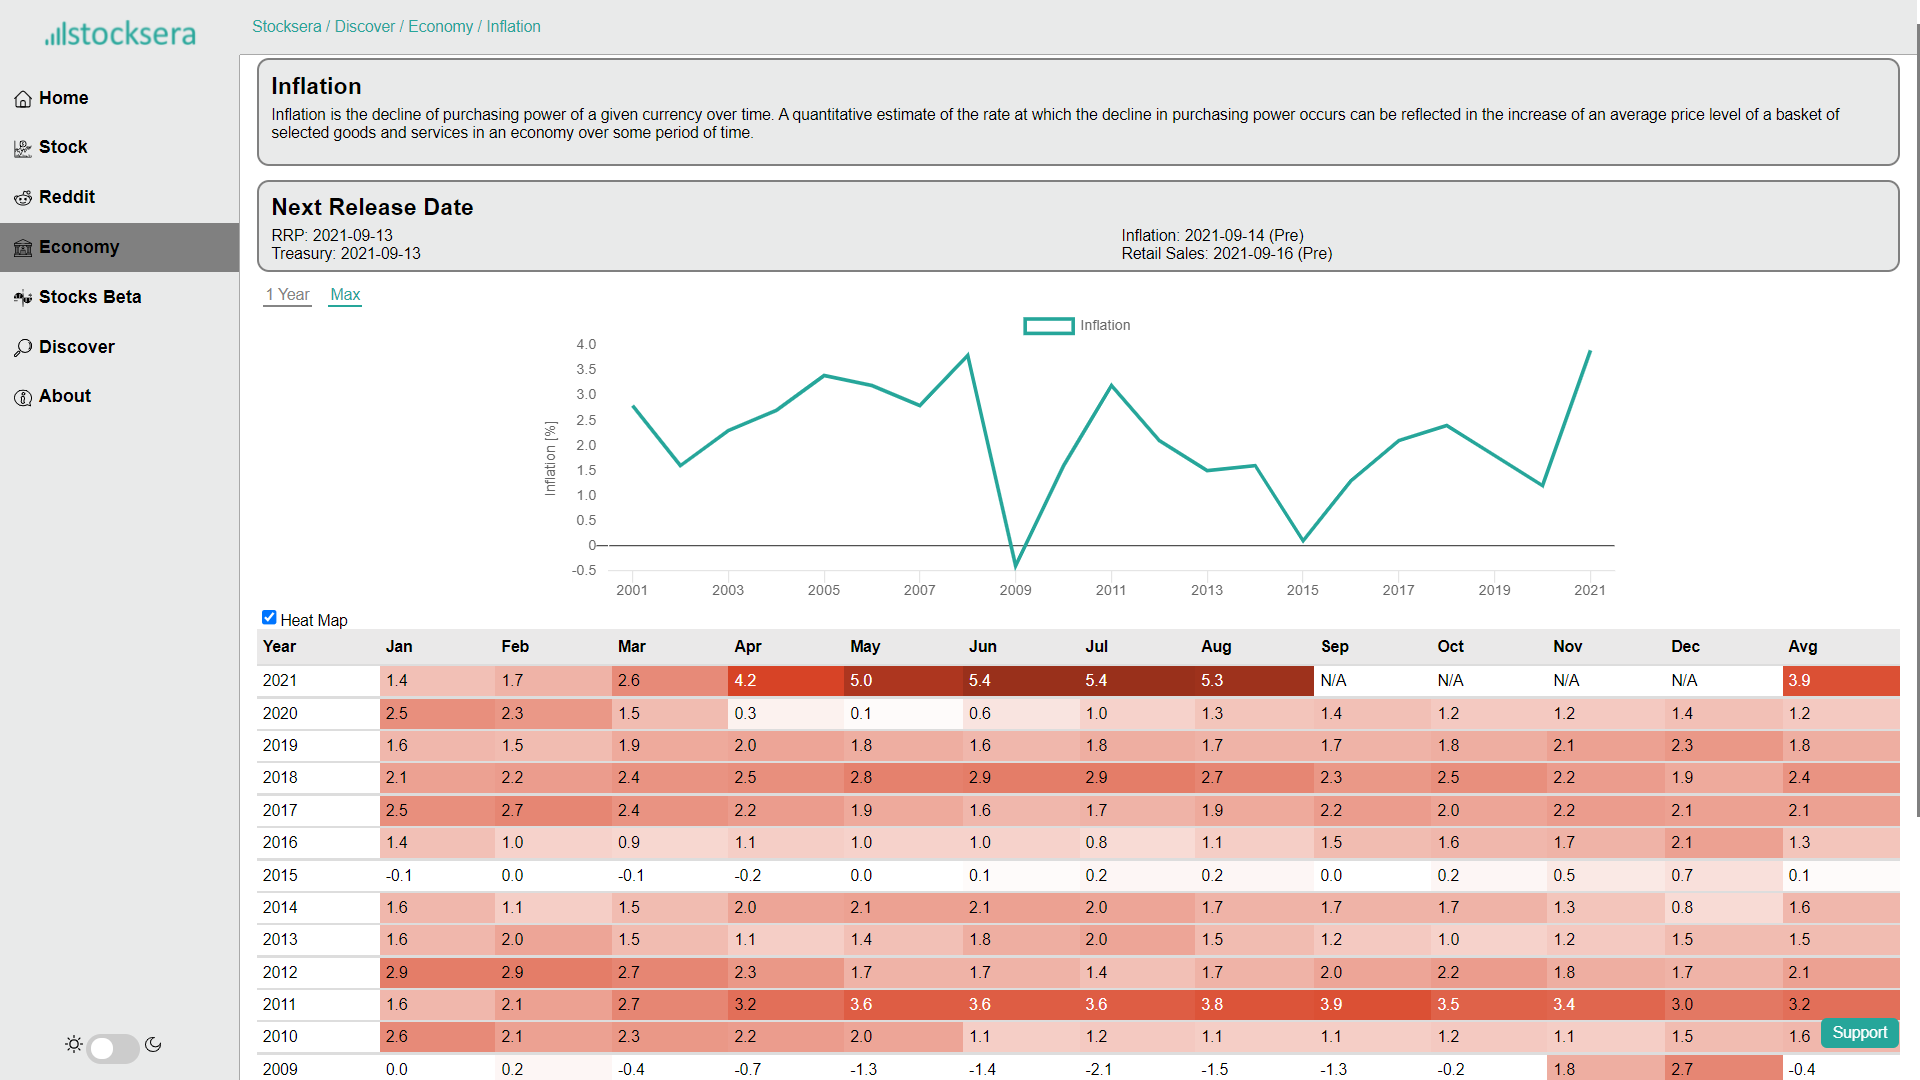 stocksera
Stocksera / Discover / Economy / Inflation
Home
Stock
Reddit
Economy
Stocks Beta
Discover
About
Inflation
Inflation is the decline of purchasing power of a given currency over time. A quantitative estimate of the rate at which the decline in purchasing power occurs can be reflected in the increase of an average price level of a basket of
selected goods and services in an economy over some period of time.
Next Release Date
RRP: 2021-09-13
Treasury: 2021-09-13
Inflation: 2021-09-14 (Pre)
Retail Sales: 2021-09-16 (Pre)
1 Year Max
Inflation
Inflation [%]
4.0
3.5
3.0
2.5
2.0
1.5
1.0
0.5
0
-0.5
2001 2003 2005 2007 2009 2011 2013 2015 2017 2019 2021
Heat Map
Year Jan Feb Mar Apr May Jun Jul Aug Sep Oct Nov Dec Avg
2021 1.4 1.7 2.6 4.2 5.0 5.4 5.4 5.3 N/A N/A N/A N/A 3.9
2020 2.5 2.3 1.5 0.3 0.1 0.6 1.0 1.3 1.4 1.2 1.2 1.4 1.2
2019 1.6 1.5 1.9 2.0 1.8 1.6 1.8 1.7 1.7 1.8 2.1 2.3 1.8
2018 2.1 2.2 2.4 2.5 2.8 2.9 2.9 2.7 2.3 2.5 2.2 1.9 2.4
2017 2.5 2.7 2.4 2.2 1.9 1.6 1.7 1.9 2.2 2.0 2.2 2.1 2.1
2016 1.4 1.0 0.9 1.1 1.0 1.0 0.8 1.1 1.5 1.6 1.7 2.1 1.3
2015 -0.1 0.0 -0.1 -0.2 0.0 0.1 0.2 0.2 0.0 0.2 0.5 0.7 0.1
2014 1.6 1.1 1.5 2.0 2.1 2.1 2.0 1.7 1.7 1.7 1.3 0.8 1.6
2013 1.6 2.0 1.5 1.1 1.4 1.8 2.0 1.5 1.2 1.0 1.2 1.5 1.5
2012 2.9 2.9 2.7 2.3 1.7 1.7 1.4 1.7 2.0 2.2 1.8 1.7 2.1
2011 1.6 2.1 2.7 3.2 3.6 3.6 3.6 3.8 3.9 3.5 3.4 3.0 3.2
2010 2.6 2.1 2.3 2.2 2.0 1.1 1.2 1.1 1.1 1.2 1.1 1.5 1.6
2009 0.0 0.2 -0.4 -0.7 -1.3 -1.4 -2.1 -1.5 -1.3 -0.2 1.8 2.7 -0.4
Support